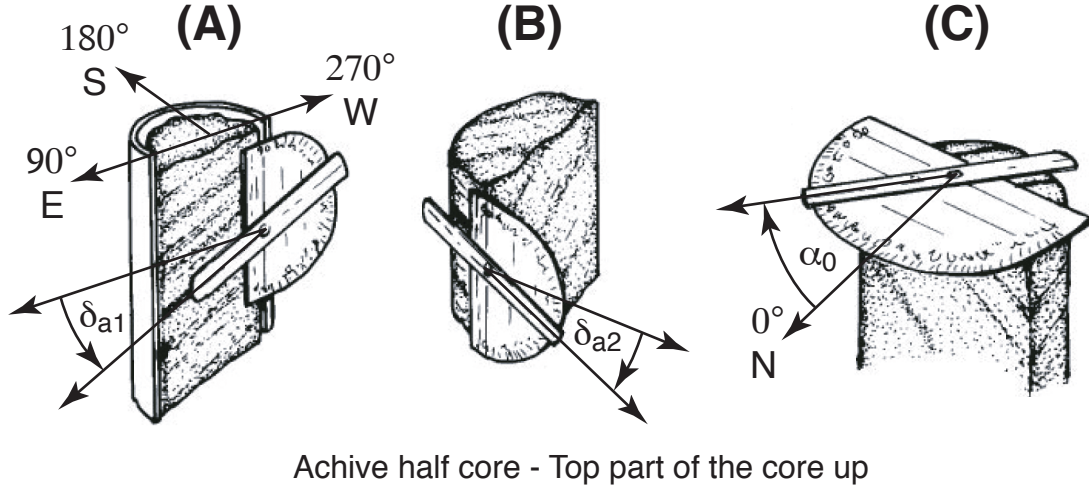 (A)
(B)
(C)
180°
S
270°
W
90°
E
δa1
δa2
α0
0°
N
Achive half core - Top part of the core up